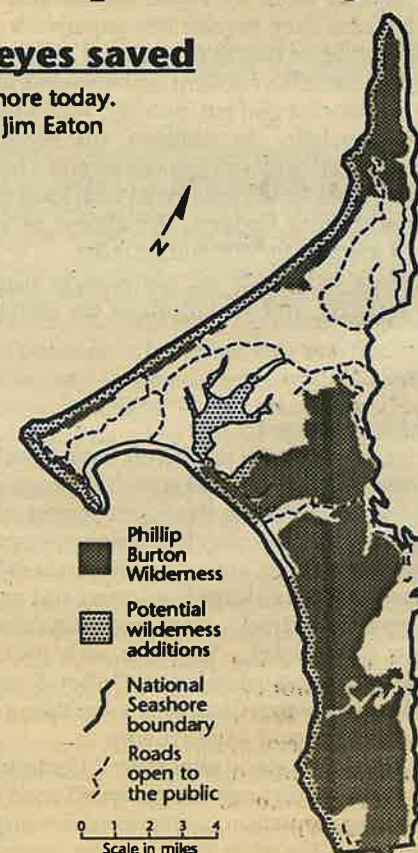 eyes saved
ore today.
Jim Eaton
N
Phillip
Burton
Wilderness
Potential
wilderness
additions
National
Seashore
boundary
Roads
open to
the public
0 1 2 3 4
Scale in miles